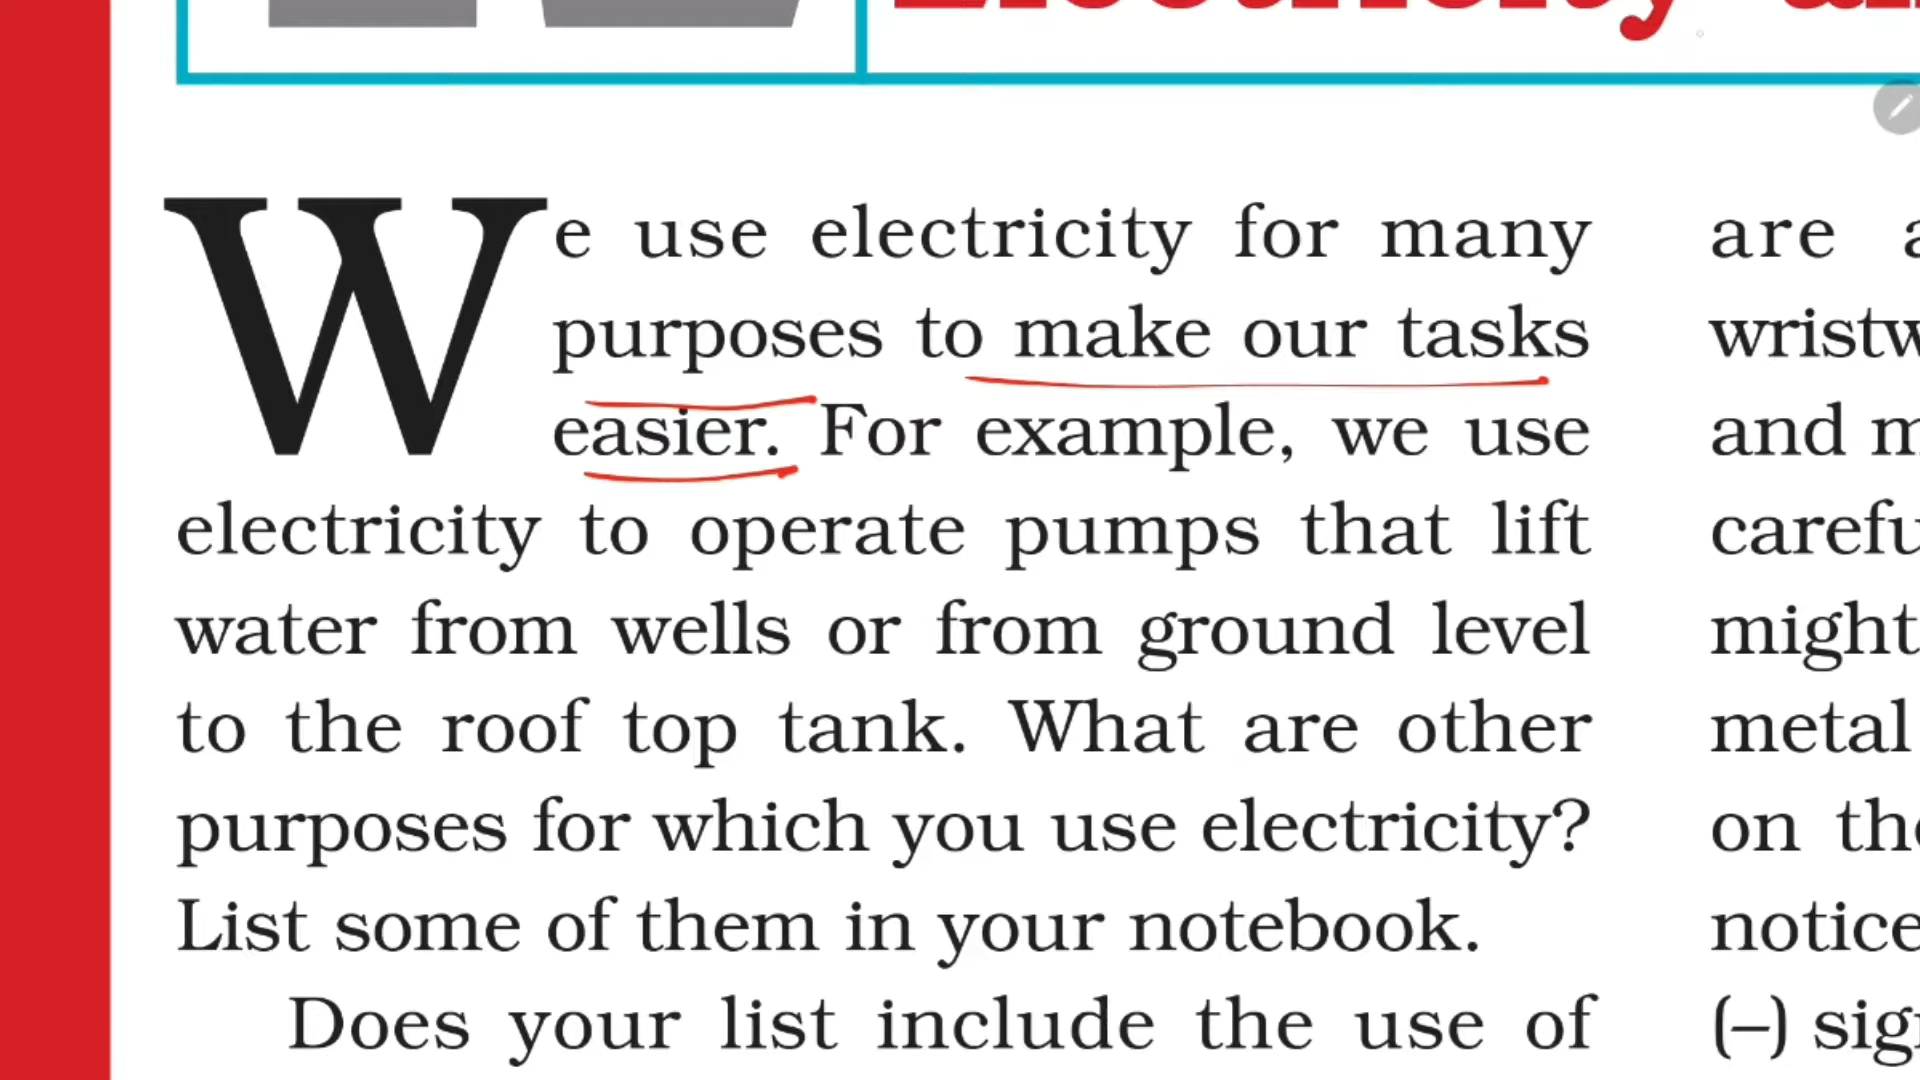 Electricity
We use electricity for many
purposes to make our tasks
easier. For example, we use
electricity to operate pumps that lift
water from wells or from ground level
to the roof top tank. What are other
purposes for which you use electricity?
List some of them in your notebook.
Does your list include the use of
are
and
might
metal
on
notice
(–)